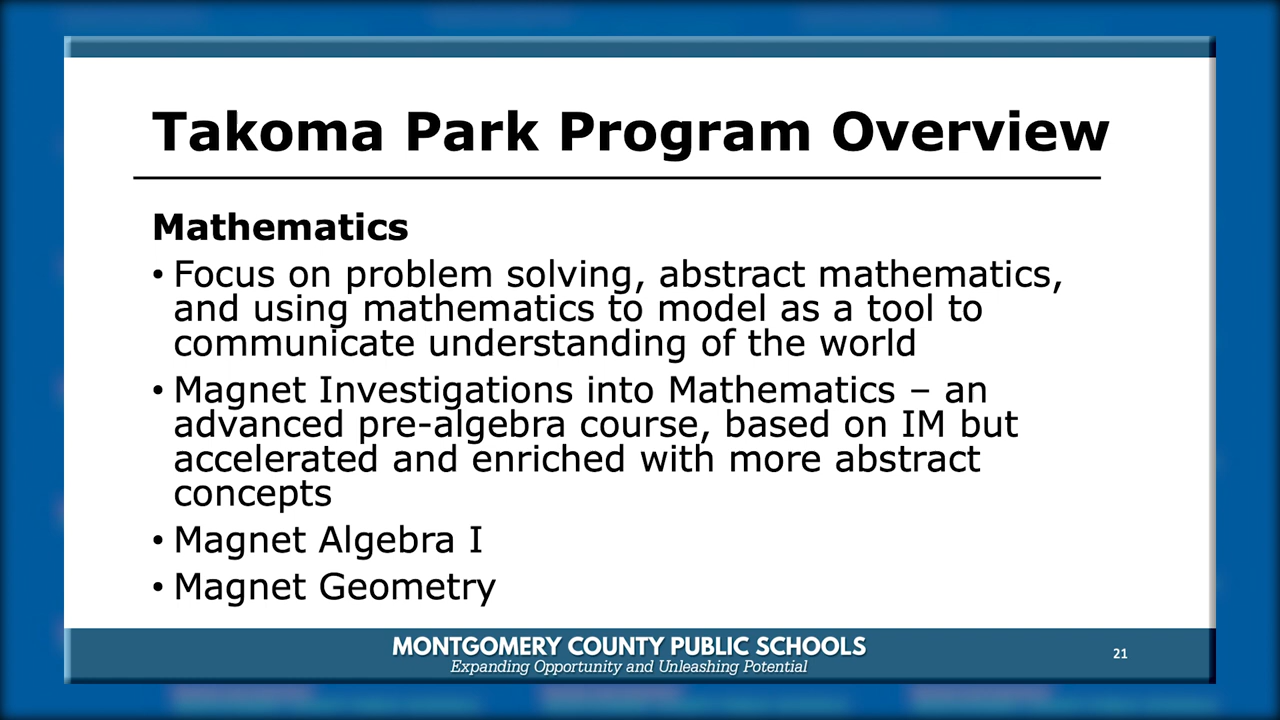 Takoma Park Program Overview
Mathematics
• Focus on problem solving, abstract mathematics,
and using mathematics to model as a tool to
communicate understanding of the world
• Magnet Investigations into Mathematics – an
advanced pre-algebra course, based on IM but
accelerated and enriched with more abstract
concepts
• Magnet Algebra I
• Magnet Geometry
MONTGOMERY COUNTY PUBLIC SCHOOLS
Expanding Opportunity and Unleashing Potential
21